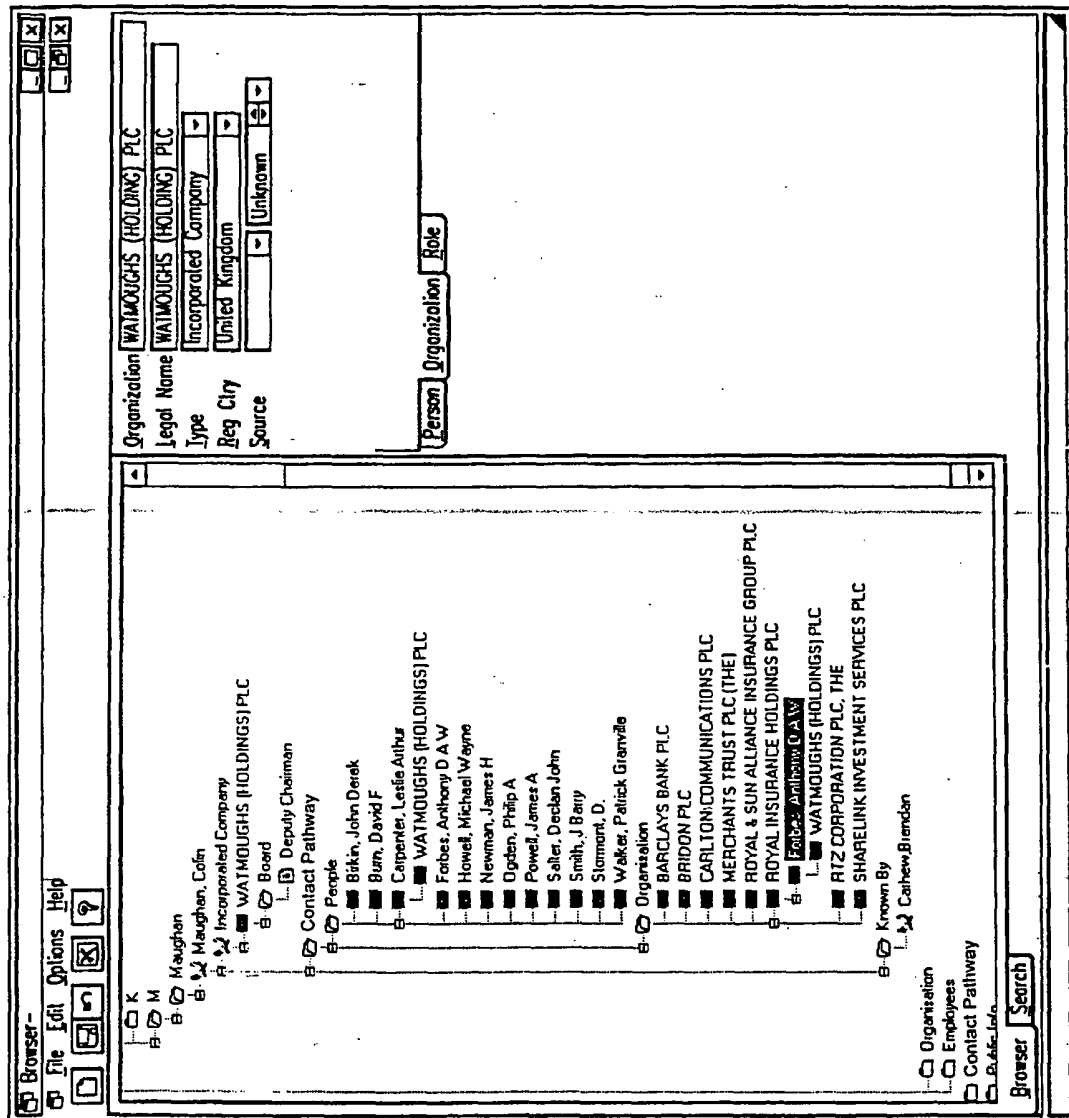 Browser-
File Edit Options Help
K
M
Maughan
Maughan, Colin
Incorporated Company
WATMOUGHS (HOLDINGS) PLC
Board
Deputy Chairman
Contact Pathway
People
Birkin, John Derek
Burn, David F
Carpenter, Leslie Arthur
WATMOUGHS (HOLDINGS) PLC
Forbes, Anthony D A W
Howell, Michael Wayne
Newman, James H
Ogden, Philip A
Powell, James A
Salter, Declan John
Smith, J Barry
Stormont, D.
Walker, Patrick Granville
Organisation
BARCLAYS BANK PLC
BRIDON PLC
CARLTON COMMUNICATIONS PLC
MERCHANTS TRUST PLC (THE)
ROYAL & SUN ALLIANCE INSURANCE GROUP PLC
ROYAL INSURANCE HOLDINGS PLC
Forbes, Anthony D A W
WATMOUGHS (HOLDINGS) PLC
RTZ CORPORATION PLC, THE
SHARELINK INVESTMENT SERVICES PLC
Known By
Cathew, Brendan
Organisation
Employees
Contact Pathway
Public Info
Browser Search
Organization WATMOUGHS (HOLDING) PLC
Legal Name WATMOUGHS (HOLDING) PLC
Type Incorporated Company
Reg Ctry United Kingdom
Source Unknown
Person Organization Role